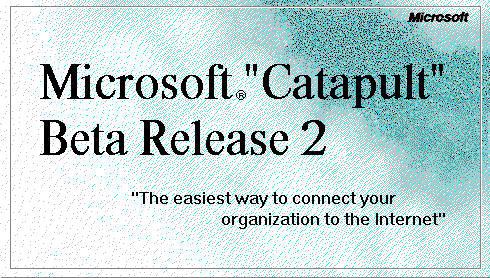 Microsoft
Microsoft® "Catapult"
Beta Release 2
"The easiest way to connect your
organization to the Internet"